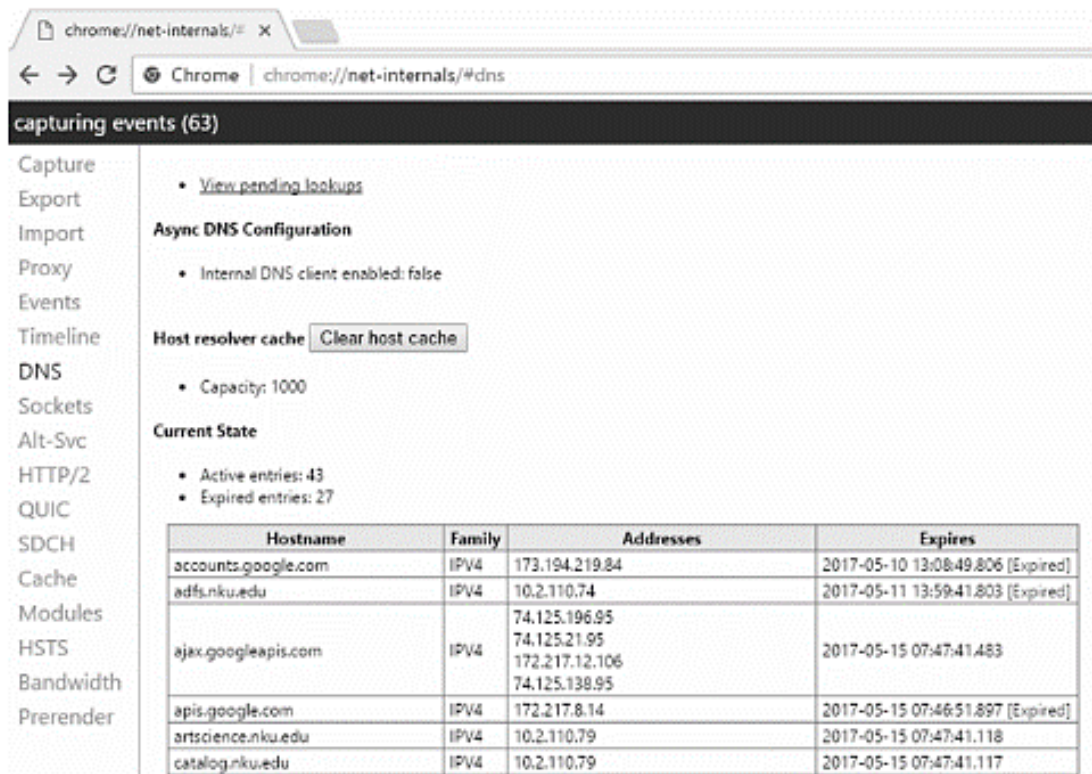 chrome://net-internals/#
Chrome | chrome://net-internals/#dns
capturing events (63)
Capture
Export
Import
Proxy
Events
Timeline
DNS
Sockets
Alt-Svc
HTTP/2
QUIC
SDCH
Cache
Modules
HSTS
Bandwidth
Prerender
View pending lookups
Async DNS Configuration
Internal DNS client enabled: false
Host resolver cache Clear host cache
Capacity: 1000
Current State
Active entries: 43
Expired entries: 27
Hostname Family Addresses Expires
accounts.google.com IPV4 173.194.219.84 2017-05-10 13:08:49.806 [Expired]
adfs.nku.edu IPV4 10.2.110.74 2017-05-11 13:59:41.803 [Expired]
ajax.googleapis.com IPV4 74.125.196.95
74.125.21.95
172.217.12.106
74.125.138.95 2017-05-15 07:47:41.483
apis.google.com IPV4 172.217.8.14 2017-05-15 07:46:51.897 [Expired]
artscience.nku.edu IPV4 10.2.110.79 2017-05-15 07:47:41.118
catalog.nku.edu IPV4 10.2.110.79 2017-05-15 07:47:41.117